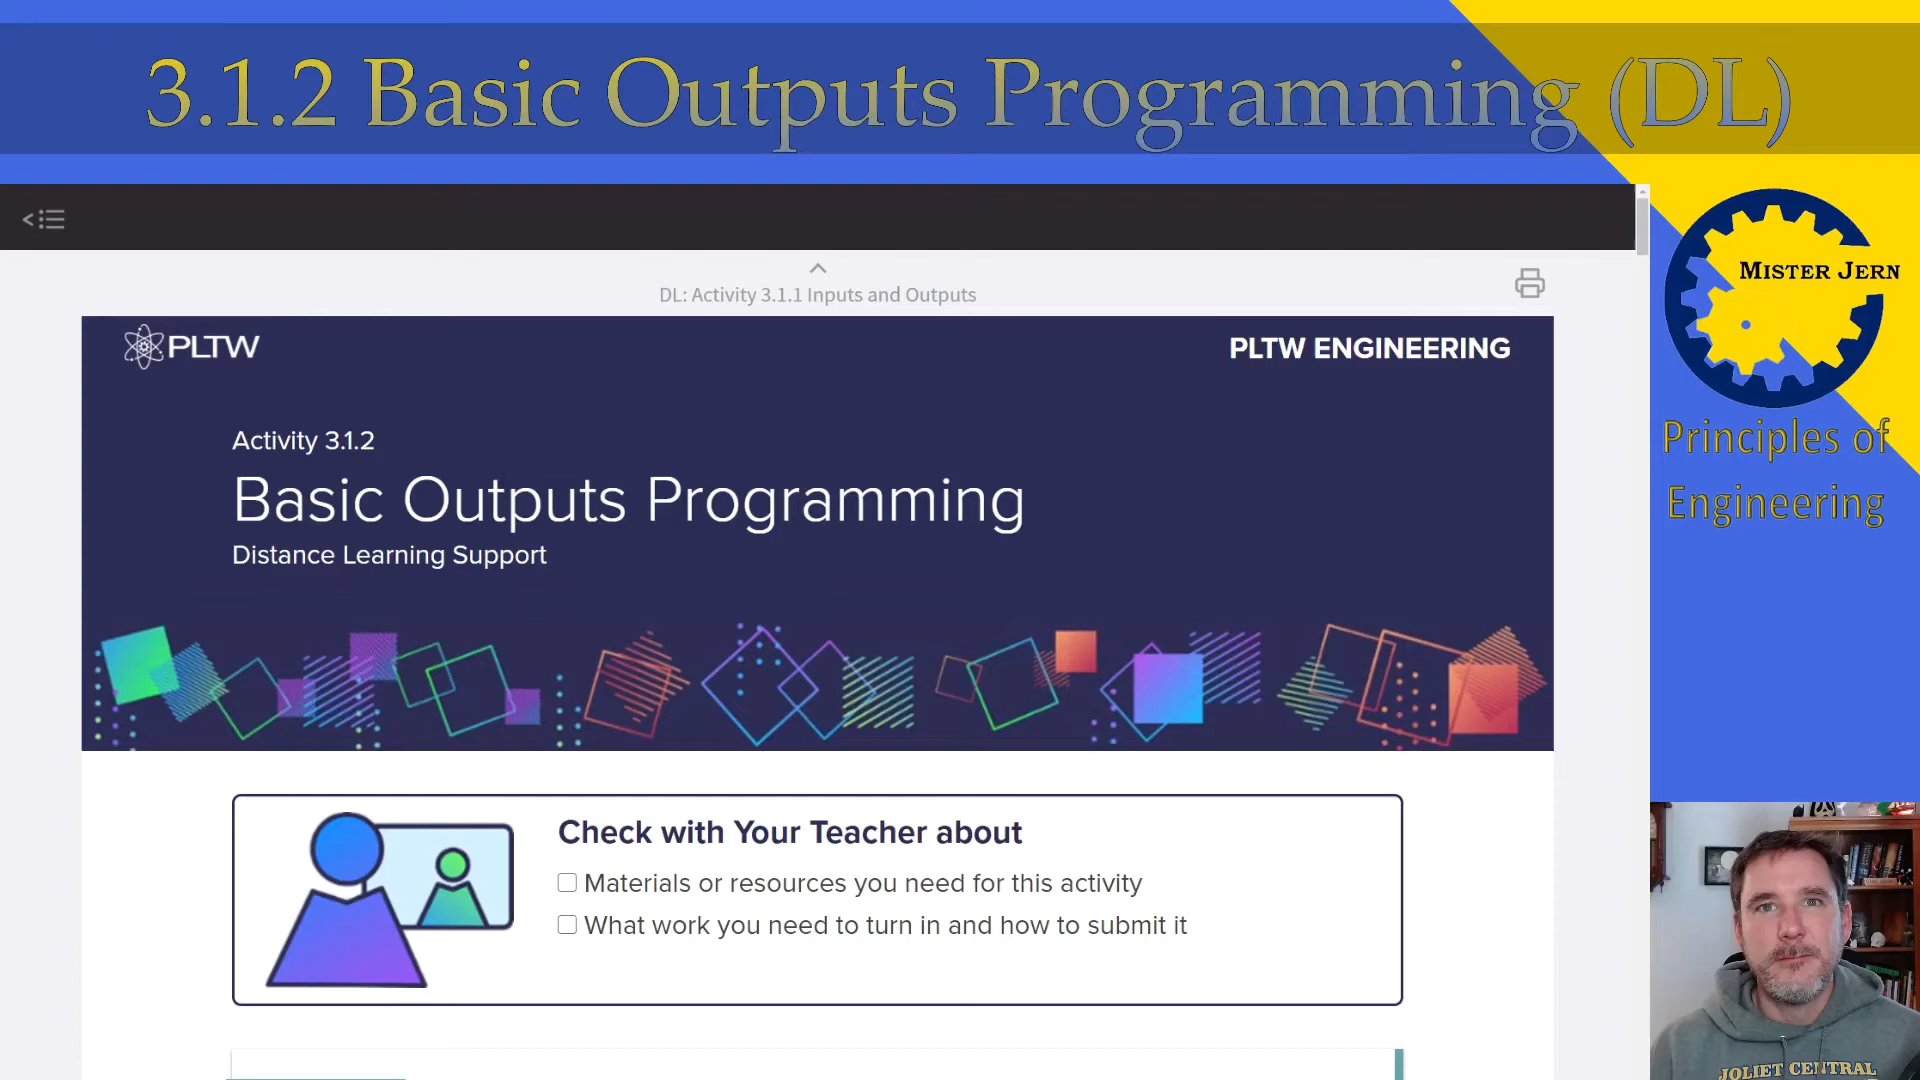 3.1.2 Basic Outputs Programming (DL)
DL: Activity 3.1.1 Inputs and Outputs
MISTER JERN
PLTW
PLTW ENGINEERING
Principles of
Engineering
Activity 3.1.2
Basic Outputs Programming
Distance Learning Support
Check with Your Teacher about
Materials or resources you need for this activity
What work you need to turn in and how to submit it
JOLIET CENTRAL